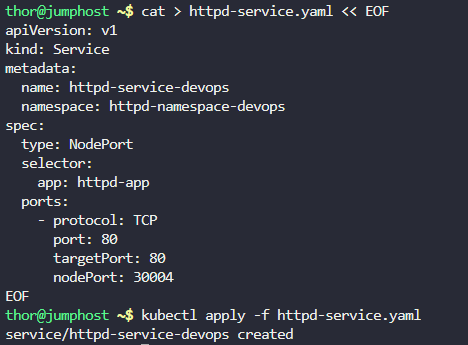 thor@jumphost ~$ cat > httpd-service.yaml << EOF
apiVersion: v1
kind: Service
metadata:
  name: httpd-service-devops
  namespace: httpd-namespace-devops
spec:
  type: NodePort
  selector:
    app: httpd-app
  ports:
    - protocol: TCP
      port: 80
      targetPort: 80
      nodePort: 30004
EOF
thor@jumphost ~$ kubectl apply -f httpd-service.yaml
service/httpd-service-devops created